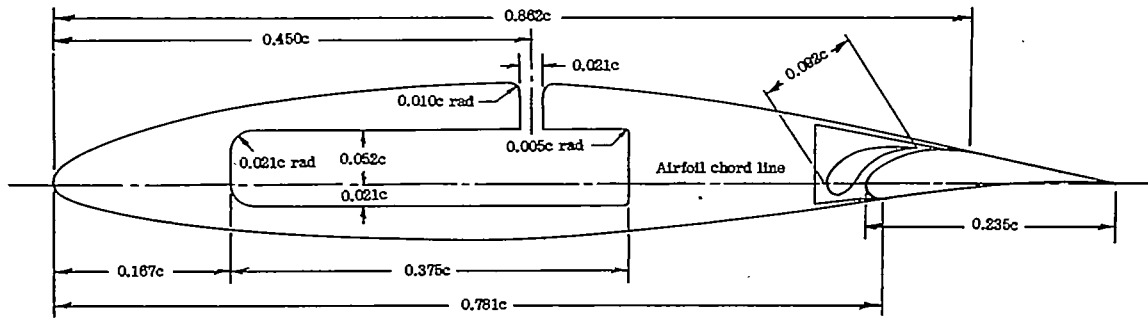 0.862c
0.450c
0.021c
0.092c
0.010c rad
0.021c rad
0.052c
0.005c rad
Airfoil chord line
0.021c
0.235c
0.167c
0.375c
0.781c